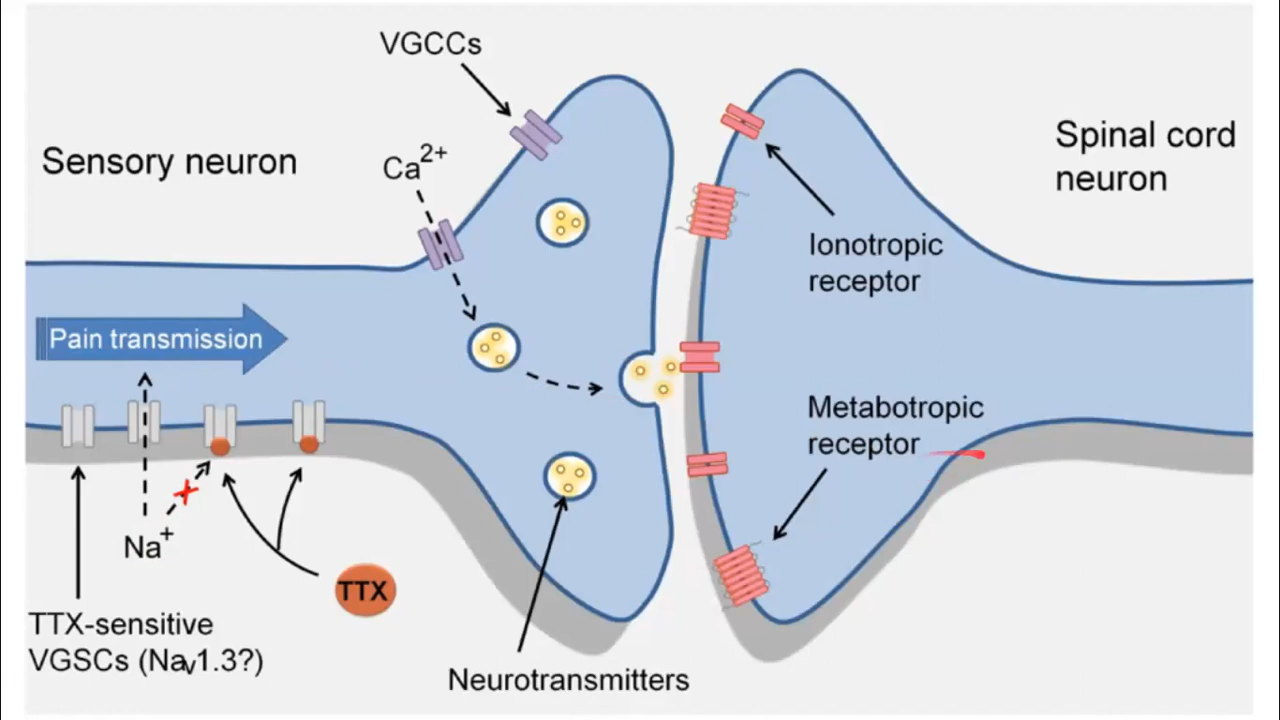 VGCCs
Sensory neuron
Ca2+
Spinal cord
neuron
Ionotropic
receptor
Pain transmission
Metabotropic
receptor
Na+
TTX
TTX-sensitive
VGSCs (Nav1.3?)
Neurotransmitters